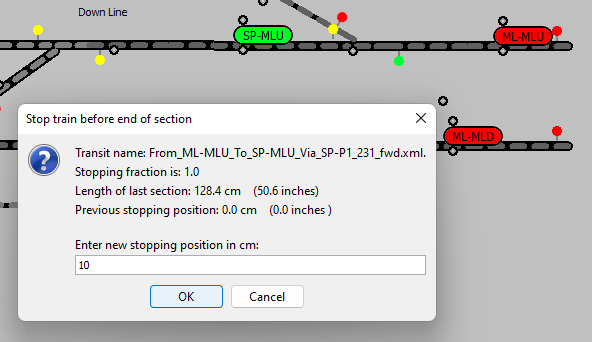 Down Line
SP-MLU
ML-MLU
ML-MLD
Stop train before end of section
Transit name: From_ML-MLU_To_SP-MLU_Via_SP-P1_231_fwd.xml.
Stopping fraction is: 1.0
Length of last section: 128.4 cm (50.6 inches)
Previous stopping position: 0.0 cm (0.0 inches )
Enter new stopping position in cm:
10
OK
Cancel